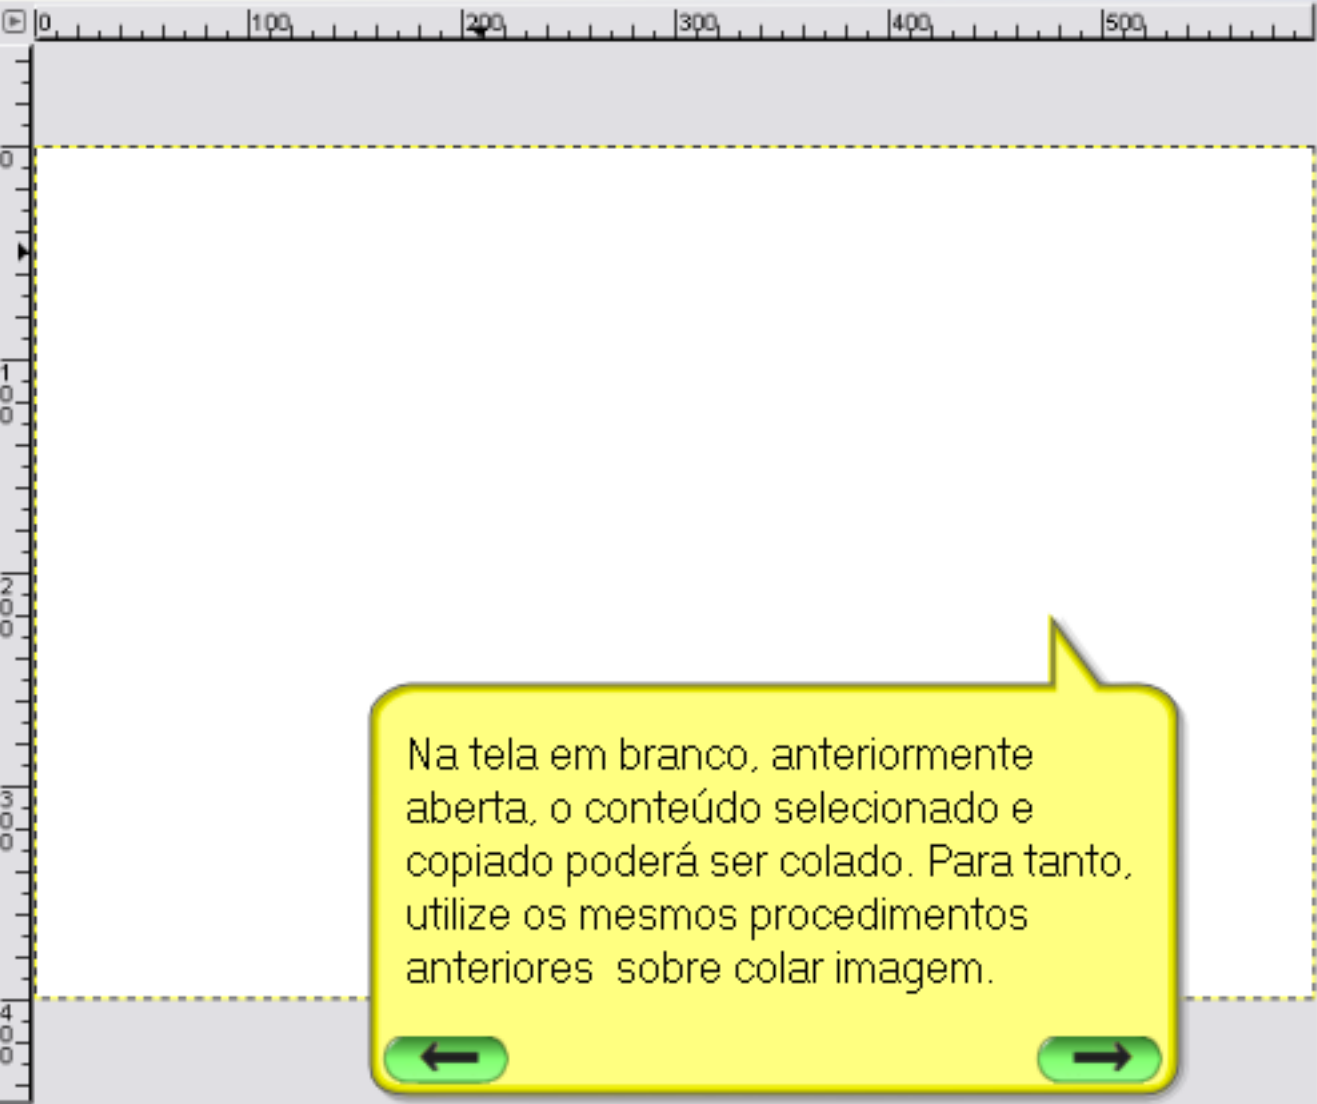 0 100 200 300 400 500
0
100
200
300
400
Na tela em branco, anteriormente
aberta, o conteúdo selecionado e
copiado poderá ser colado. Para tanto,
utilize os mesmos procedimentos
anteriores sobre colar imagem.